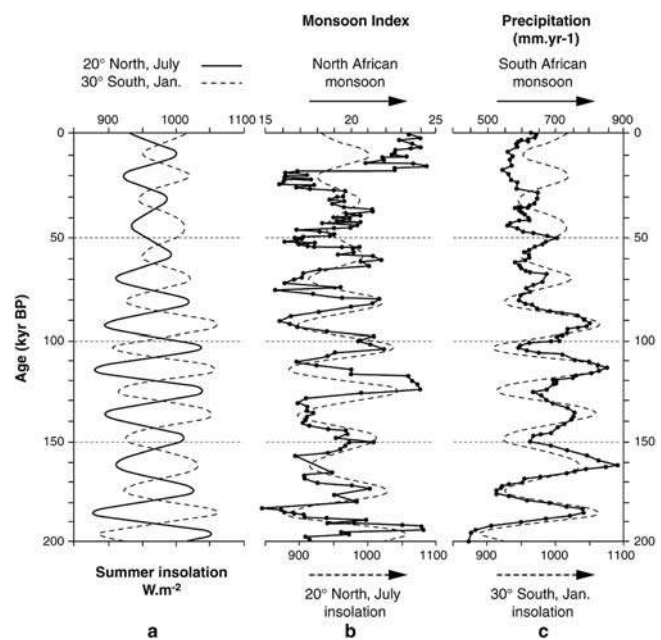 Monsoon Index
Precipitation
(mm.yr-1)
20° North, July
30° South, Jan.
North African
monsoon
South African
monsoon
900 1000 1100
15 20 25
24
500 700 900
600 800
0
50
100
150
200
Age (kyr BP)
0
50
100
150
200
900 1000 1100
900 1000 1100
Summer insolation
W.m-2
20° North, July
insolation
30° South, Jan.
insolation
a b c